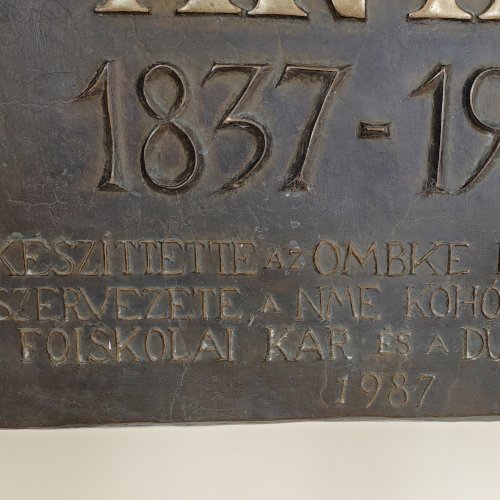 1837-19
KÉSZÍTTETTE AZ OMBKE
SZERVEZETE, A NME KOHÓ
FŐISKOLAI KAR ÉS A DU
1987